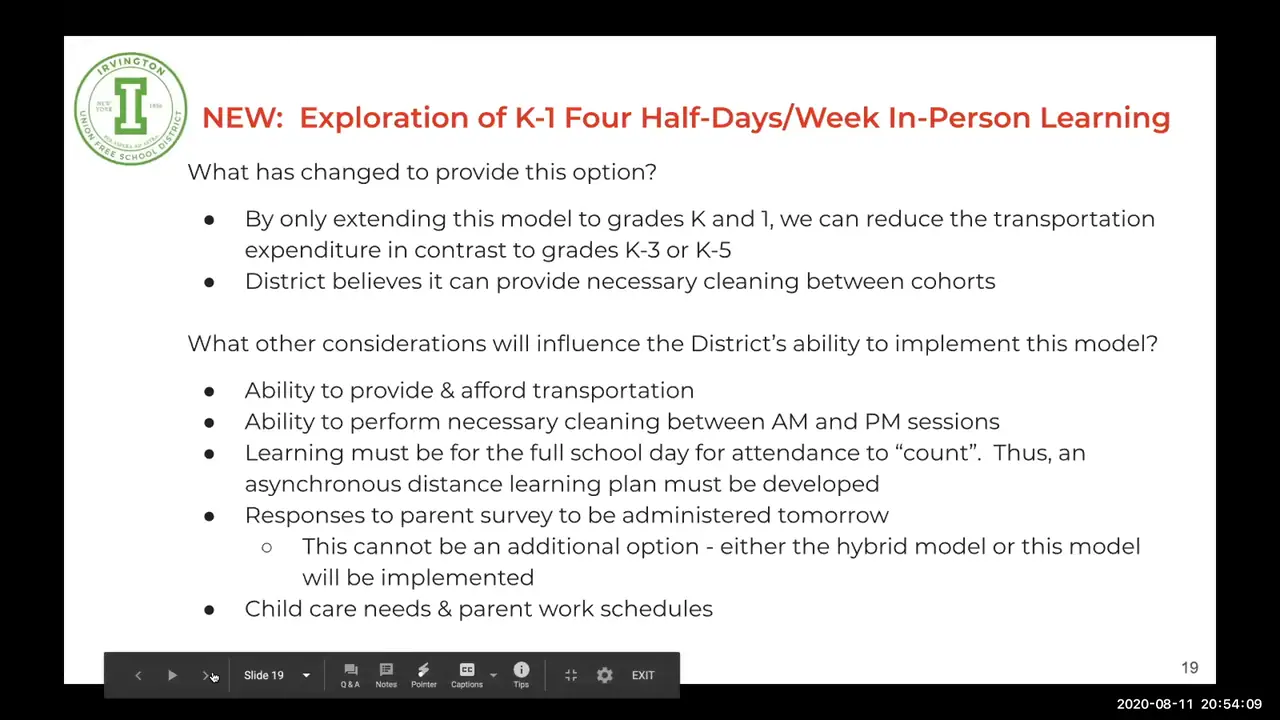 IRVINGTON
NEW YORK
1856
UNION FREE SCHOOL DISTRICT
NEW: Exploration of K-1 Four Half-Days/Week In-Person Learning
What has changed to provide this option?
● By only extending this model to grades K and 1, we can reduce the transportation
expenditure in contrast to grades K-3 or K-5
● District believes it can provide necessary cleaning between cohorts
What other considerations will influence the District's ability to implement this model?
● Ability to provide & afford transportation
● Ability to perform necessary cleaning between AM and PM sessions
● Learning must be for the full school day for attendance to “count”. Thus, an
asynchronous distance learning plan must be developed
● Responses to parent survey to be administered tomorrow
○ This cannot be an additional option - either the hybrid model or this model
will be implemented
● Child care needs & parent work schedules
Slide 19
Q & A
Notes
Pointer
CC
Captions
Tips
EXIT
19
2020-08-11 20:54:09